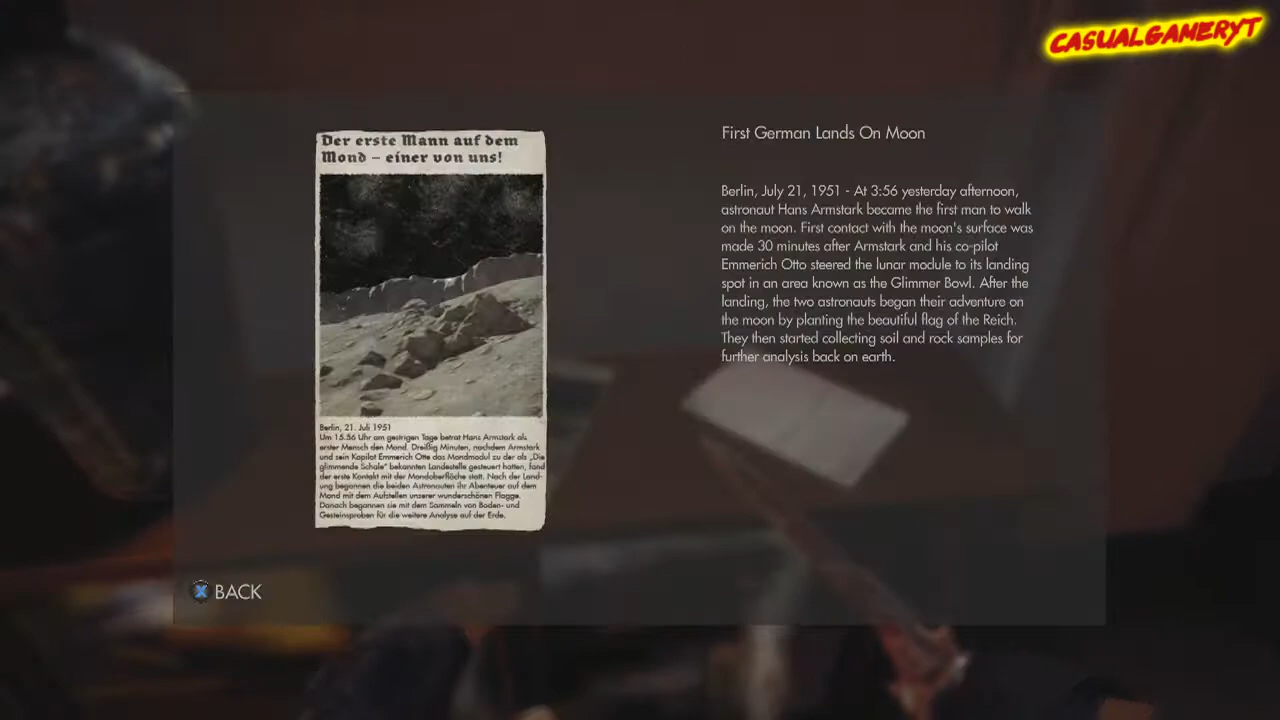 CASUALGAMERYT
Der erste Mann auf dem
Mond – einer von uns!
Berlin, 21. Juli 1951
Um 15.56 Uhr am gestrigen Tage betrat Hans Armstark als
erster Mensch den Mond. Dreißig Minuten, nachdem Armstark
und sein Kopilot Emmerich Otto das Mondmodul zu der als „Die
glimmende Schale" bekannten Landestelle gesteuert hatten, fand
der erste Kontakt mit der Mondoberfläche statt. Nach der Land-
ung begannen die beiden Astronauten ihr Abenteuer auf dem
Mond mit dem Aufstellen unserer wunderschönen Flagge.
Danach begannen sie mit dem Sammeln von Boden- und
Gesteinsproben für die weitere Analyse auf der Erde.
First German Lands On Moon
Berlin, July 21, 1951 - At 3:56 yesterday afternoon,
astronaut Hans Armstark became the first man to walk
on the moon. First contact with the moon's surface was
made 30 minutes after Armstark and his co-pilot
Emmerich Otto steered the lunar module to its landing
spot in an area known as the Glimmer Bowl. After the
landing, the two astronauts began their adventure on
the moon by planting the beautiful flag of the Reich.
They then started collecting soil and rock samples for
further analysis back on earth.
X BACK